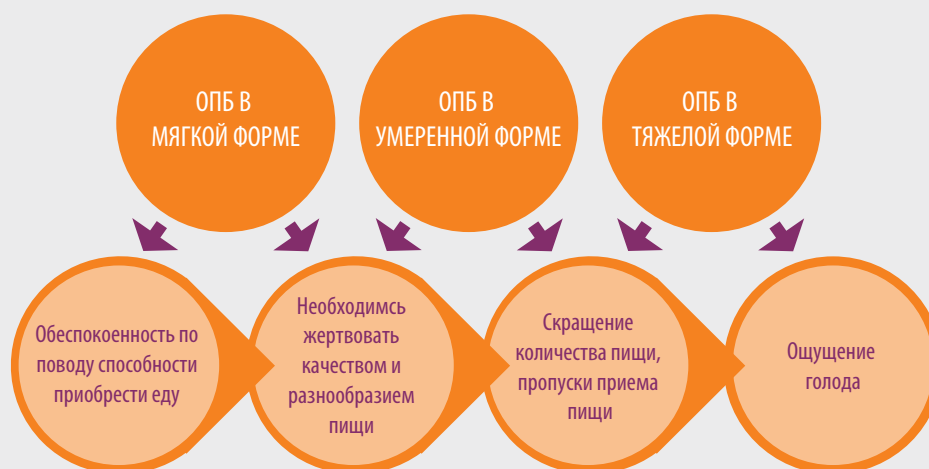 ОПБ В
МЯГКОЙ ФОРМЕ
ОПБ В
УМЕРЕННОЙ ФОРМЕ
ОПБ В
ТЯЖЕЛОЙ ФОРМЕ
Обеспокоенность по
поводу способности
приобрести еду
Необходимсь
жертвовать
качеством и
разнообразием
пищи
Скращение
количества пищи,
пропуски приема
пищи
Ощущение
голода